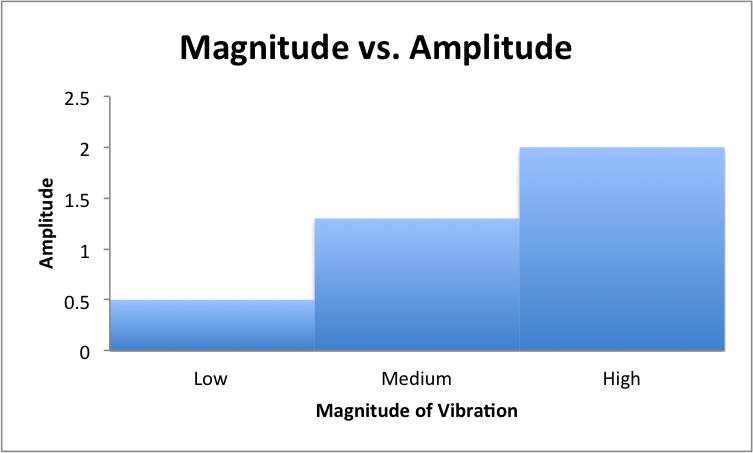 Magnitude vs. Amplitude
2.5
2
1.5
1
0.5
0
Amplitude
Low Medium High
Magnitude of Vibration